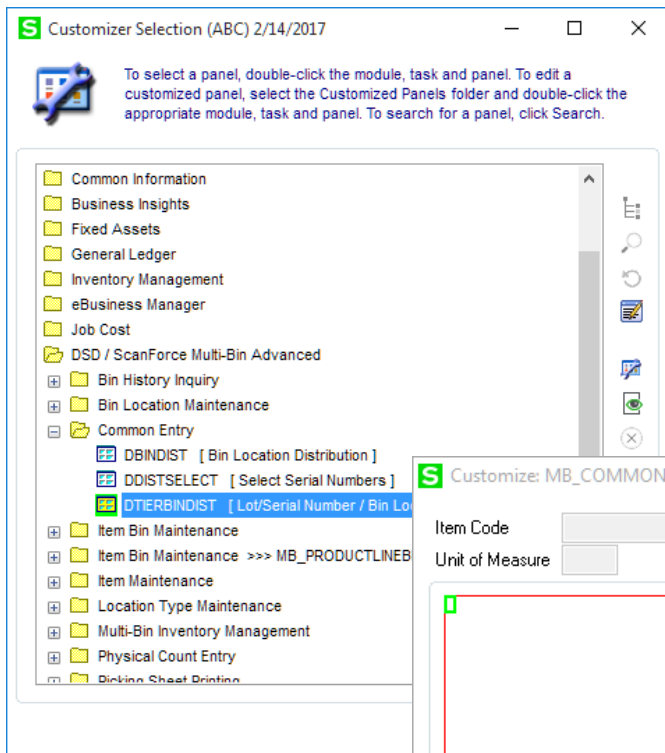 S Customizer Selection (ABC) 2/14/2017
To select a panel, double-click the module, task and panel. To edit a
customized panel, select the Customized Panels folder and double-click the
appropriate module, task and panel. To search for a panel, click Search.
Common Information
Business Insights
Fixed Assets
General Ledger
Inventory Management
eBusiness Manager
Job Cost
DSD / ScanForce Multi-Bin Advanced
Bin History Inquiry
Bin Location Maintenance
Common Entry
DBINDIST [ Bin Location Distribution ]
DDISTSELECT [ Select Serial Numbers ]
DTIERBINDIST [ Lot/Serial Number / Bin Lo
Item Bin Maintenance
Item Bin Maintenance >>> MB_PRODUCTLINEB
Item Maintenance
Location Type Maintenance
Multi-Bin Inventory Management
Physical Count Entry
Picking Sheet Printing
S Customize: MB_COMMON
Item Code
Unit of Measure